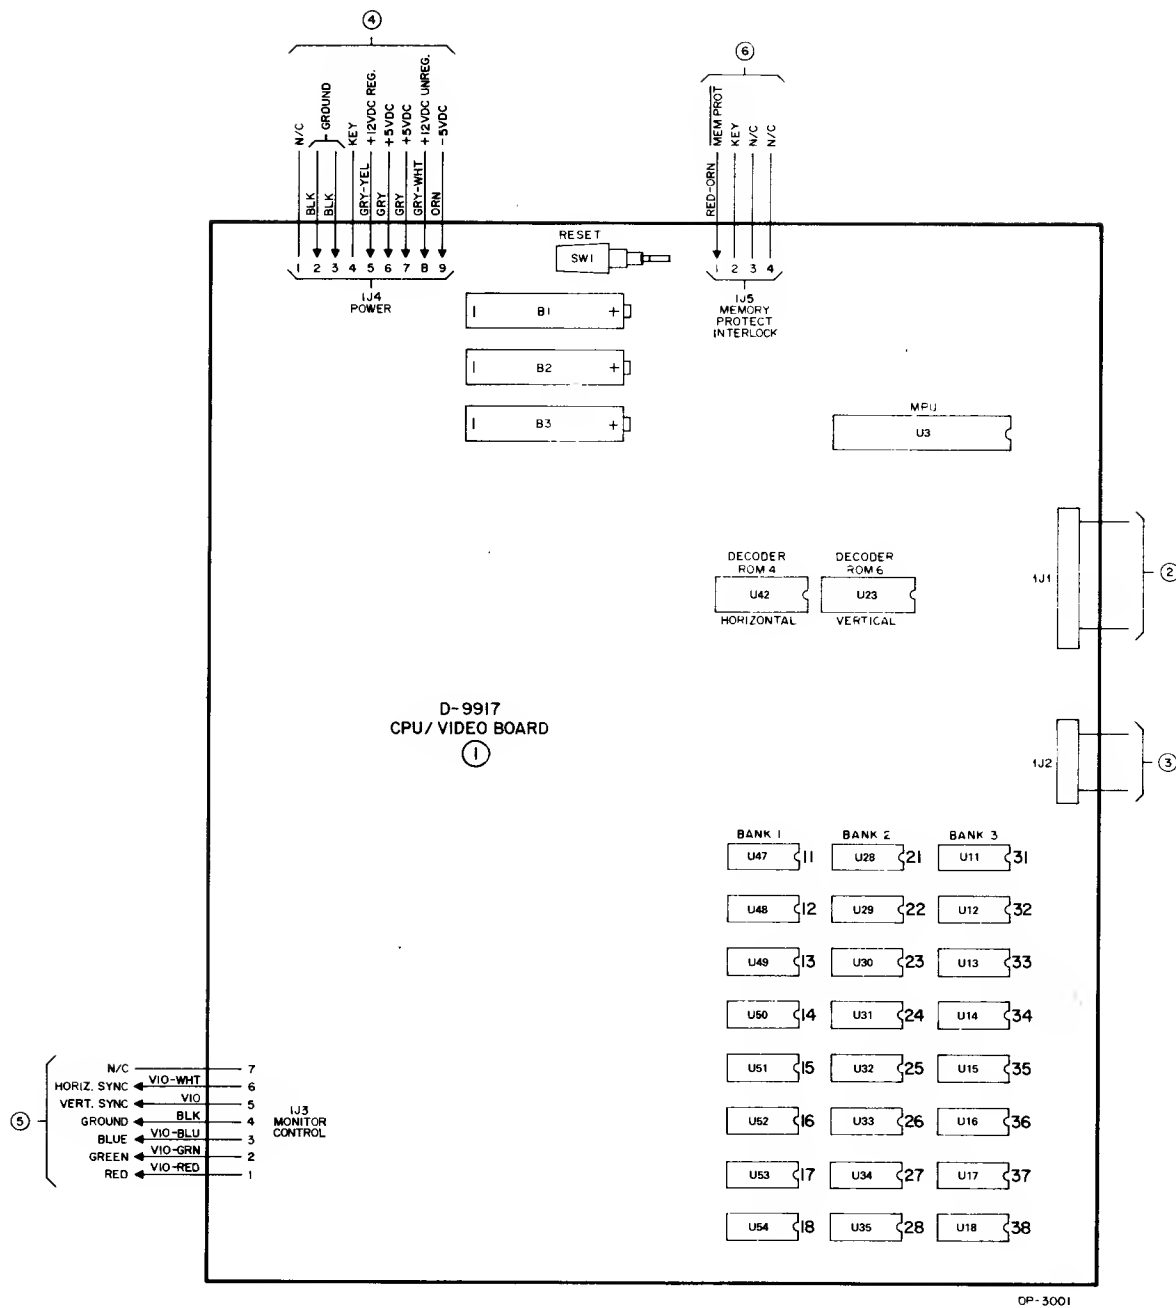 4
N/C
GROUND
KEY
+12VDC REG.
+5VDC
+5VDC
+12VDC UNREG.
-5VDC
BLK
BLK
GRY-YEL
GRY
GRY
GRY-WHT
ORN
1 2 3 4 5 6 7 8 9
1J4
POWER
6
MEM PROT
KEY
N/C
N/C
RED-ORN
1 2 3 4
1J5
MEMORY
PROTECT
INTERLOCK
RESET
SW1
B1 +
B2 +
B3 +
MPU
U3
DECODER
ROM 4
U42
HORIZONTAL
DECODER
ROM 6
U23
VERTICAL
1J1
2
1J2
3
D-9917
CPU/VIDEO BOARD
1
BANK 1 BANK 2 BANK 3
U47 11 U28 21 U11 31
U48 12 U29 22 U12 32
U49 13 U30 23 U13 33
U50 14 U31 24 U14 34
U51 15 U32 25 U15 35
U52 16 U33 26 U16 36
U53 17 U34 27 U17 37
U54 18 U35 28 U18 38
5
N/C 7
HORIZ. SYNC VIO-WHT 6
VERT. SYNC VIO 5
GROUND BLK 4
BLUE VIO-BLU 3
GREEN VIO-GRN 2
RED VIO-RED 1
1J3
MONITOR
CONTROL
OP-3001